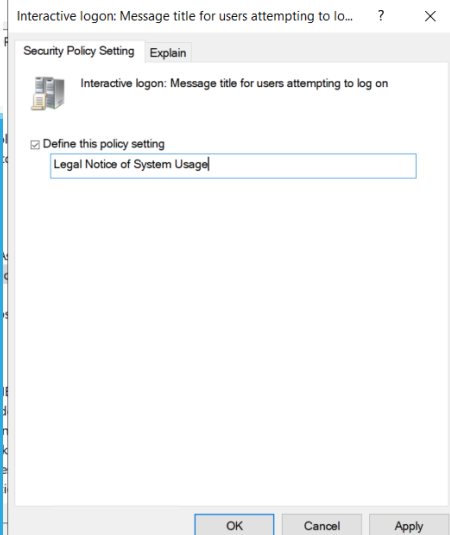 Interactive logon: Message title for users attempting to lo... ?
Security Policy Setting Explain
Interactive logon: Message title for users attempting to log on
Define this policy setting
Legal Notice of System Usage
OK Cancel Apply